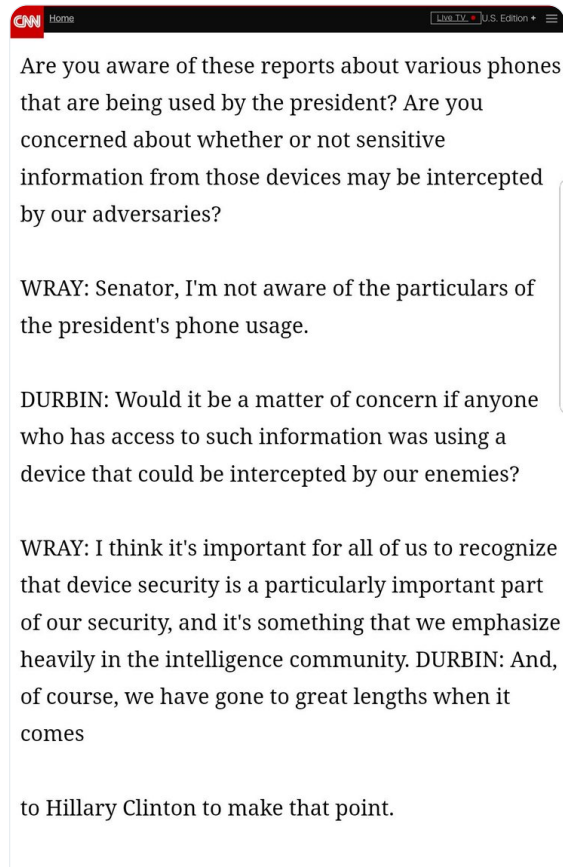 CNN Home Live TV U.S. Edition +
Are you aware of these reports about various phones
that are being used by the president? Are you
concerned about whether or not sensitive
information from those devices may be intercepted
by our adversaries?
WRAY: Senator, I'm not aware of the particulars of
the president's phone usage.
DURBIN: Would it be a matter of concern if anyone
who has access to such information was using a
device that could be intercepted by our enemies?
WRAY: I think it's important for all of us to recognize
that device security is a particularly important part
of our security, and it's something that we emphasize
heavily in the intelligence community. DURBIN: And,
of course, we have gone to great lengths when it
comes
to Hillary Clinton to make that point.